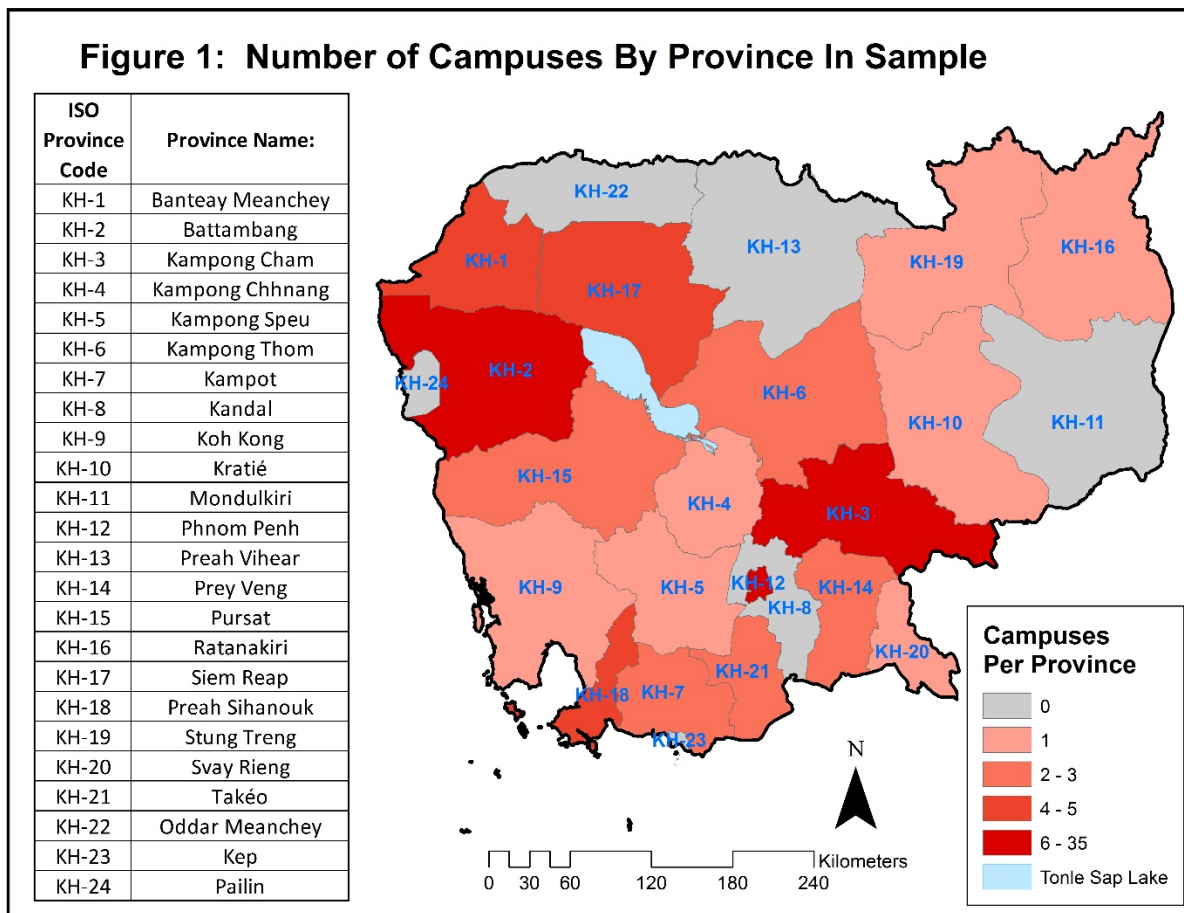 Figure 1: Number of Campuses By Province In Sample
ISO Province Code Province Name:
KH-1 Banteay Meanchey
KH-2 Battambang
KH-3 Kampong Cham
KH-4 Kampong Chhnang
KH-5 Kampong Speu
KH-6 Kampong Thom
KH-7 Kampot
KH-8 Kandal
KH-9 Koh Kong
KH-10 Kratié
KH-11 Mondulkiri
KH-12 Phnom Penh
KH-13 Preah Vihear
KH-14 Prey Veng
KH-15 Pursat
KH-16 Ratanakiri
KH-17 Siem Reap
KH-18 Preah Sihanouk
KH-19 Stung Treng
KH-20 Svay Rieng
KH-21 Takéo
KH-22 Oddar Meanchey
KH-23 Kep
KH-24 Pailin
KH-22
KH-13
KH-16
KH-1
KH-19
KH-17
KH-2
KH-24
KH-6
KH-10
KH-11
KH-15
KH-4
KH-3
KH-9
KH-5
KH-12
KH-14
KH-8
KH-20
KH-21
KH-18
KH-7
KH-23
N
Kilometers
0 30 60 120 180 240
Campuses
Per Province
0
1
2 - 3
4 - 5
6 - 35
Tonle Sap Lake